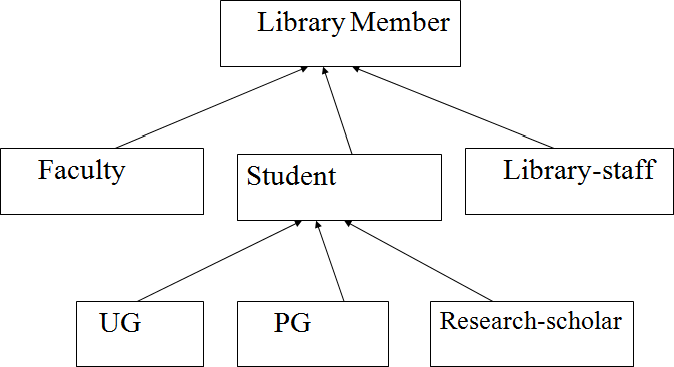 Library Member
Faculty
Student
Library-staff
UG
PG
Research-scholar